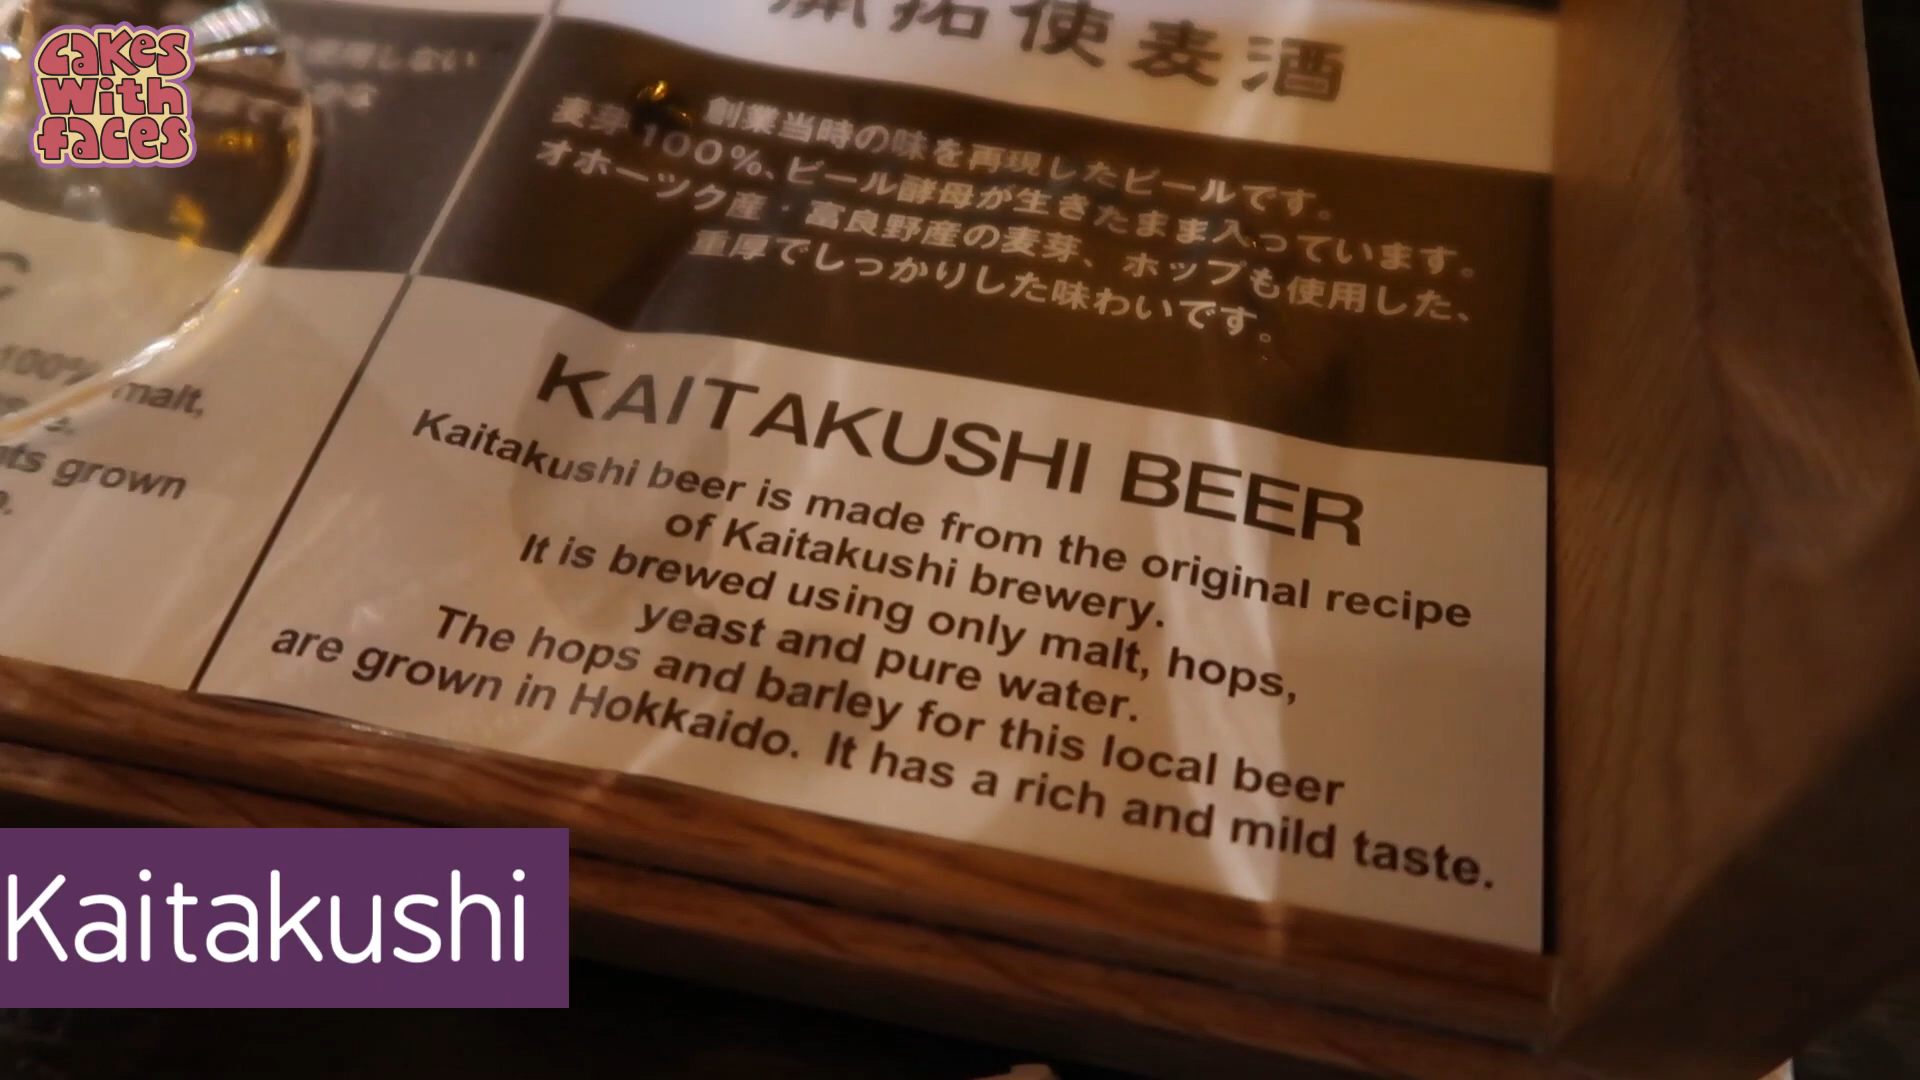 Cakes
With
faces
開拓使麦酒
創業当時の味を再現したビールです。
麦芽100%、ビール酵母が生きたまま入っています。
オホーツク産・富良野産の麦芽、ホップも使用した、
重厚でしっかりした味わいです。
KAITAKUSHI BEER
Kaitakushi beer is made from the original recipe
of Kaitakushi brewery.
It is brewed using only malt, hops,
yeast and pure water.
The hops and barley for this local beer
are grown in Hokkaido. It has a rich and mild taste.
100% malt,
grown
Kaitakushi